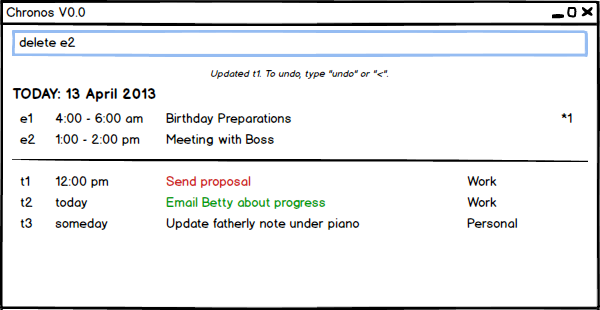 Chronos V0.0
delete e2
Updated t1. To undo, type "undo" or "<".
TODAY: 13 April 2013
e1 4:00 - 6:00 am Birthday Preparations *1
e2 1:00 - 2:00 pm Meeting with Boss
t1 12:00 pm Send proposal Work
t2 today Email Betty about progress Work
t3 someday Update fatherly note under piano Personal